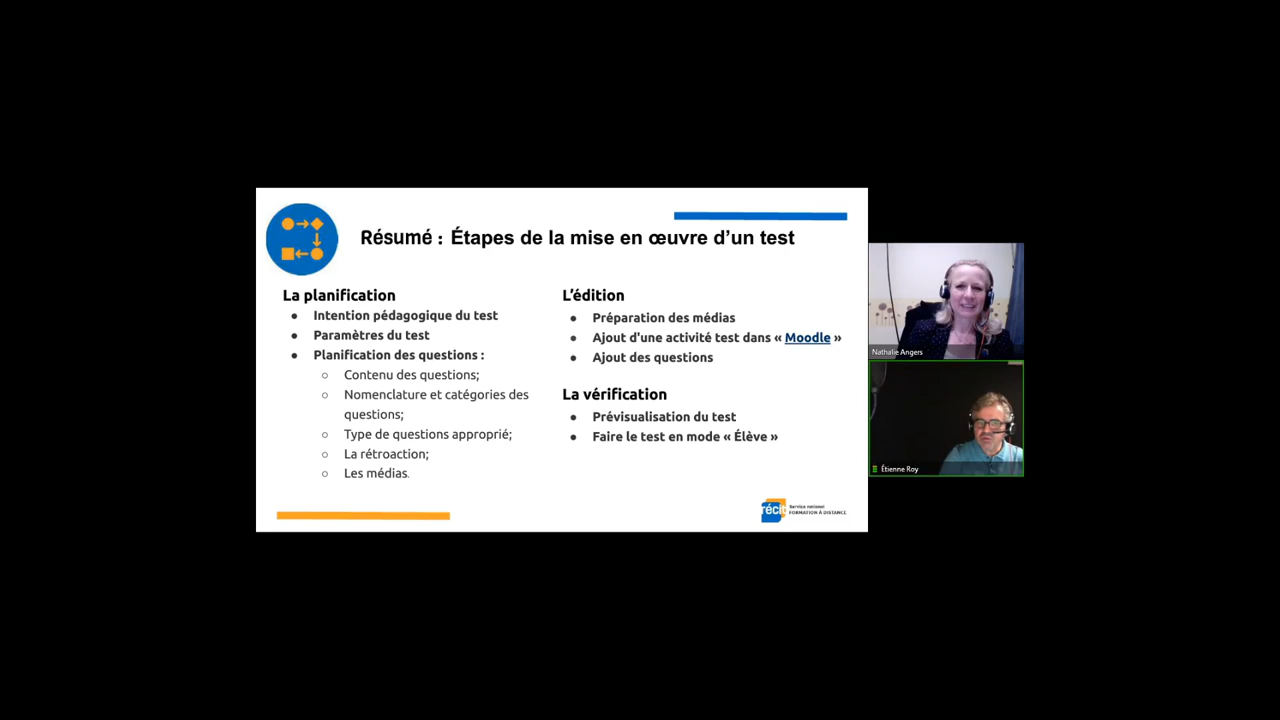 Résumé : Étapes de la mise en œuvre d’un test
La planification
● Intention pédagogique du test
● Paramètres du test
● Planification des questions :
○ Contenu des questions;
○ Nomenclature et catégories des
questions;
○ Type de questions approprié;
○ La rétroaction;
○ Les médias.
L’édition
● Préparation des médias
● Ajout d'une activité test dans « Moodle »
● Ajout des questions
La vérification
● Prévisualisation du test
● Faire le test en mode « Élève »
récit
Service national
FORMATION À DISTANCE
Nathalie Angers
Étienne Roy